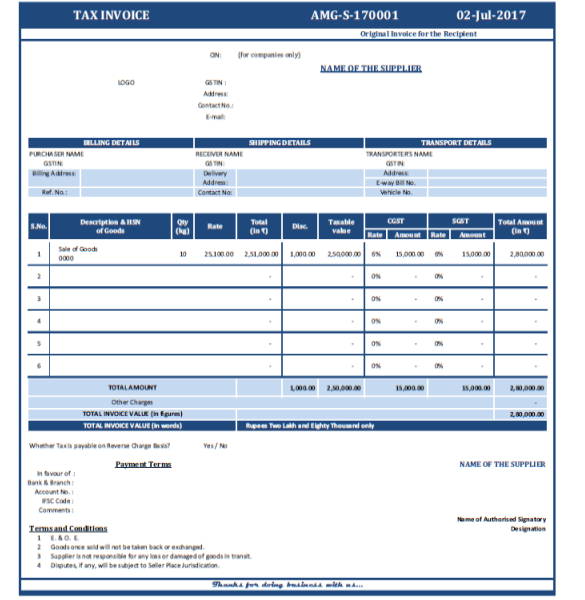 TAX INVOICE AMG-S-170001 02-Jul-2017
Original Invoice for the Recipient
CIN: (for companies only)
NAME OF THE SUPPLIER
LOGO GSTIN :
Address:
Contact No.:
E-mail:
BILLING DETAILS SHIPPING DETAILS TRANSPORT DETAILS
PURCHASER NAME RECEIVER NAME TRANSPORTER'S NAME
GSTIN: GSTIN: GSTIN:
Billing Address: Delivery Address:
Address: E-way Bill No.
Ref. No.: Contact No: Vehicle No.
S.No. Description & HSN of Goods Qty (kg) Rate Total (in ₹) Disc. Taxable value CGST SGST Total Amount (in ₹)
Rate Amount Rate Amount
1 Sale of Goods 10 25,100.00 2,51,000.00 1,000.00 2,50,000.00 6% 15,000.00 6% 15,000.00 2,80,000.00
0000
2 - - 0% - 0% - -
3 - - 0% - 0% - -
4 - - 0% - 0% - -
5 - - 0% - 0% - -
6 - - 0% - 0% - -
TOTAL AMOUNT 1,000.00 2,50,000.00 15,000.00 15,000.00 2,80,000.00
Other Charges -
TOTAL INVOICE VALUE (In figures) 2,80,000.00
TOTAL INVOICE VALUE (In words) Rupees Two Lakh and Eighty Thousand only
Whether Tax is payable on Reverse Charge Basis? Yes / No
Payment Terms NAME OF THE SUPPLIER
In favour of :
Bank & Branch :
Account No. :
IFSC Code :
Comments :
Name of Authorised Signatory
Designation
Terms and Conditions
1 E. & O. E.
2 Goods once sold will not be taken back or exchanged.
3 Supplier is not responsible for any loss or damaged of goods in transit.
4 Disputes, if any, will be subject to Seller Place Jurisdication.
Thanks for doing business with us...